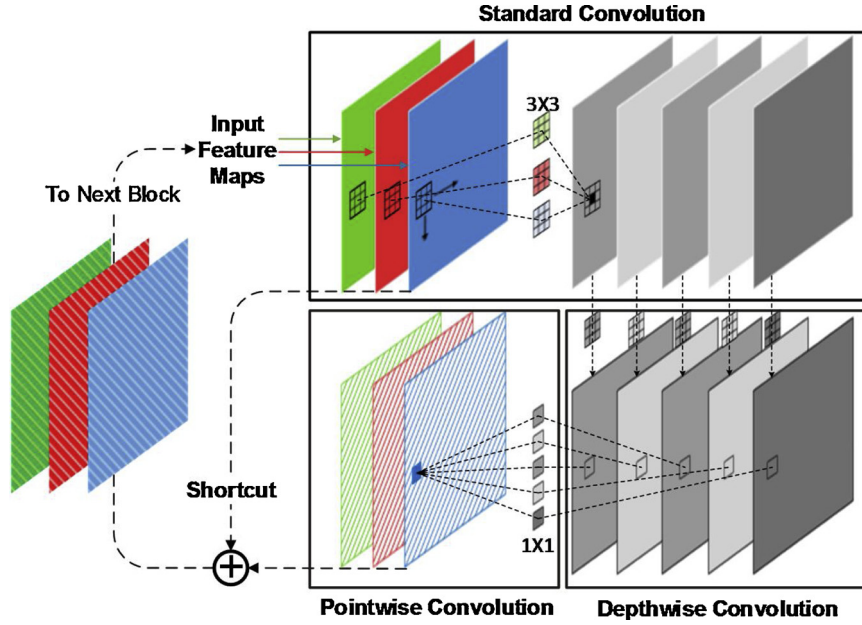 Standard Convolution
3X3
Input
Feature
Maps
To Next Block
Shortcut
1X1
Pointwise Convolution
Depthwise Convolution